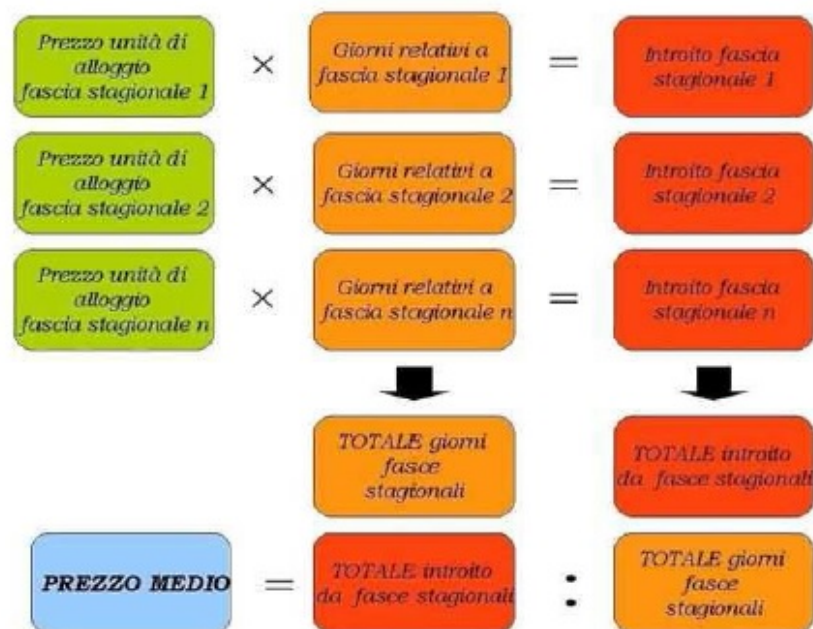 Prezzo unità di
alloggio
fascia stagionale 1
×
Giorni relativi a
fascia stagionale 1
=
Introito fascia
stagionale 1
Prezzo unità di
alloggio
fascia stagionale 2
×
Giorni relativi a
fascia stagionale 2
=
Introito fascia
stagionale 2
Prezzo unità di
alloggio
fascia stagionale n
×
Giorni relativi a
fascia stagionale n
=
Introito fascia
stagionale n
TOTALE giorni
fasce
stagionali
TOTALE introito
da fasce stagionali
PREZZO MEDIO
=
TOTALE introito
da fasce stagionali
:
TOTALE giorni
fasce
stagionali